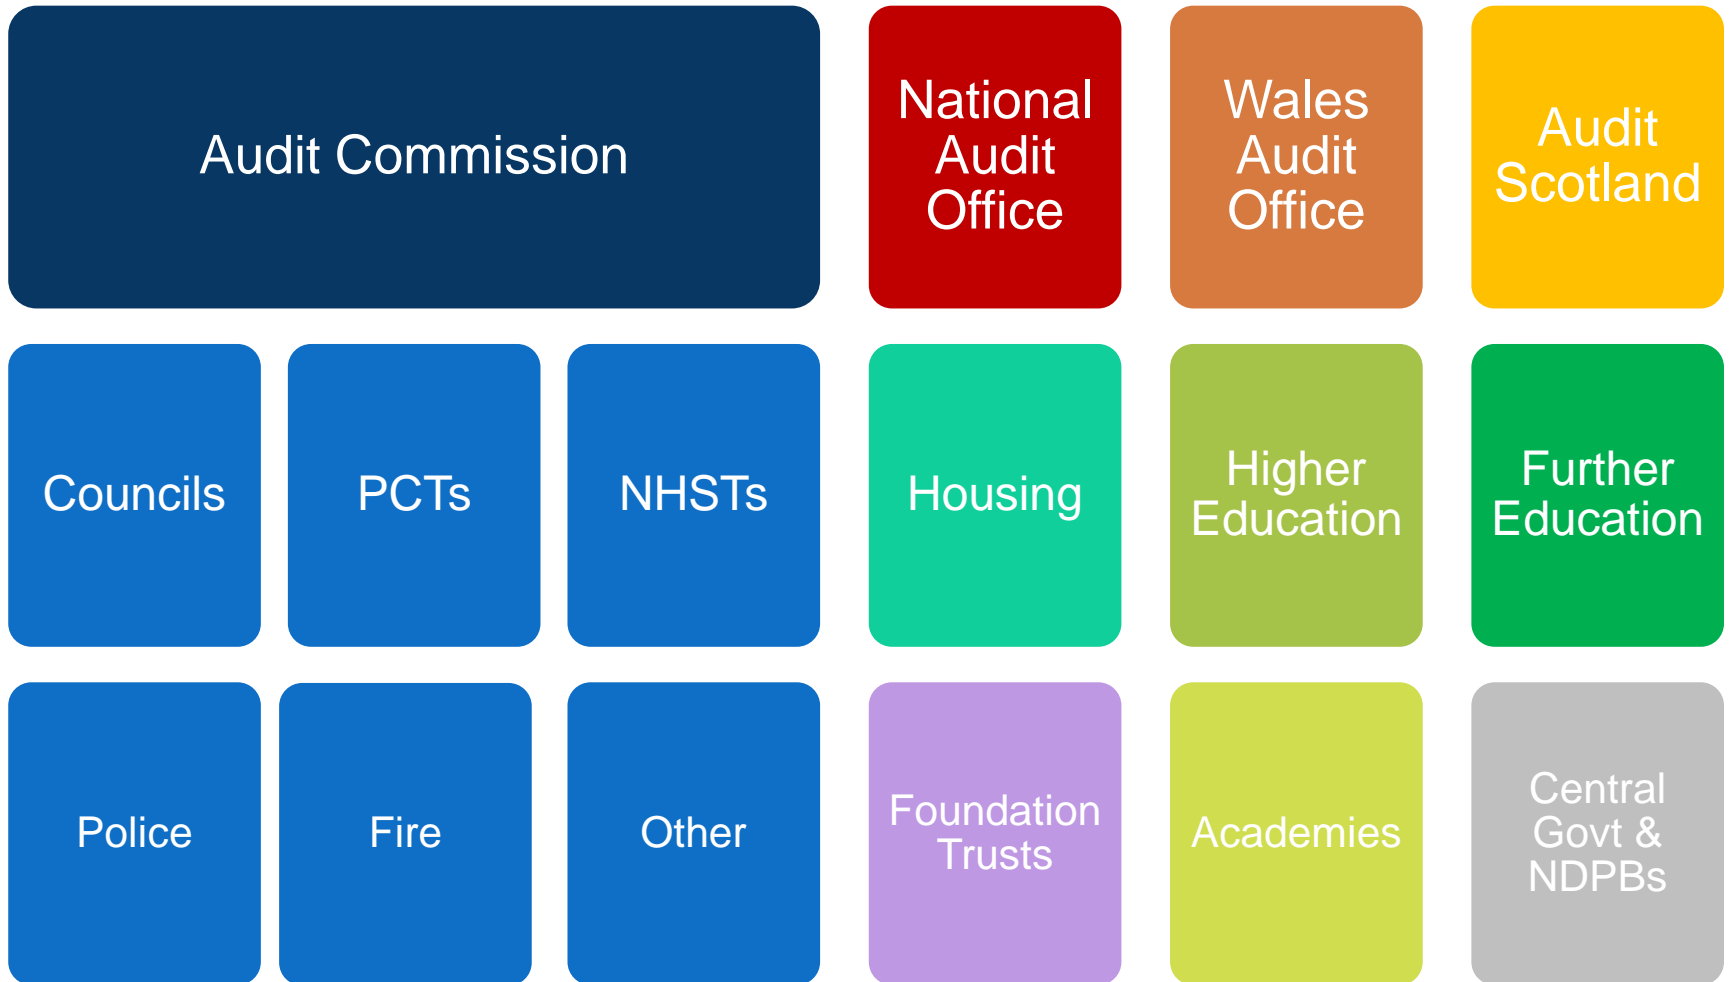 Audit Commission
National
Audit
Office
Wales
Audit
Office
Audit
Scotland
Councils
PCTs
NHSTs
Housing
Higher
Education
Further
Education
Police
Fire
Other
Foundation
Trusts
Academies
Central
Govt &
NDPBs